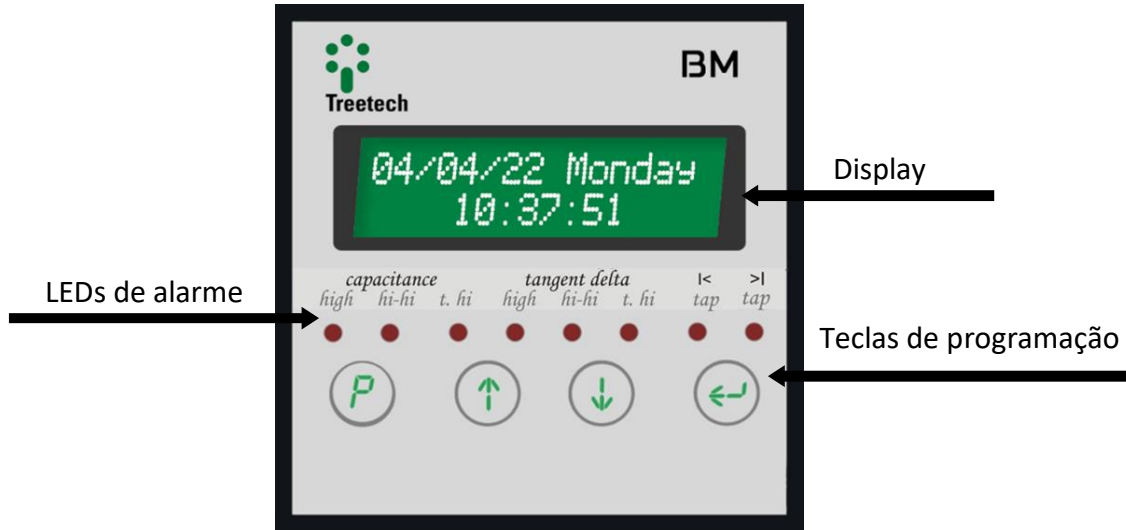 Treetech
BM
04/04/22 Monday
10:37:51
Display
LEDs de alarme
capacitance tangent delta I< >I
high hi-hi t. hi high hi-hi t. hi tap tap
Teclas de programação
P